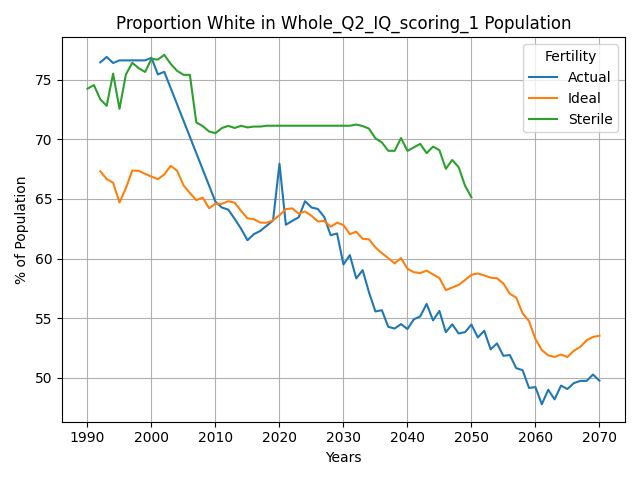 Proportion White in Whole_Q2_IQ_scoring_1 Population
Fertility
Actual
Ideal
Sterile
% of Population
75
70
65
60
55
50
1990 2000 2010 2020 2030 2040 2050 2060 2070
Years